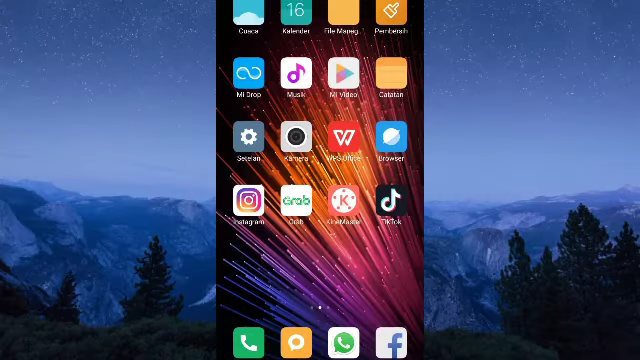 16
Cuaca Kalender File Manag.. Pembersih
Mi Drop Musik Mi Video Catatan
Setelan Kamera WPS Office Browser
Grab
Instagram Grab KineMaster TikTok